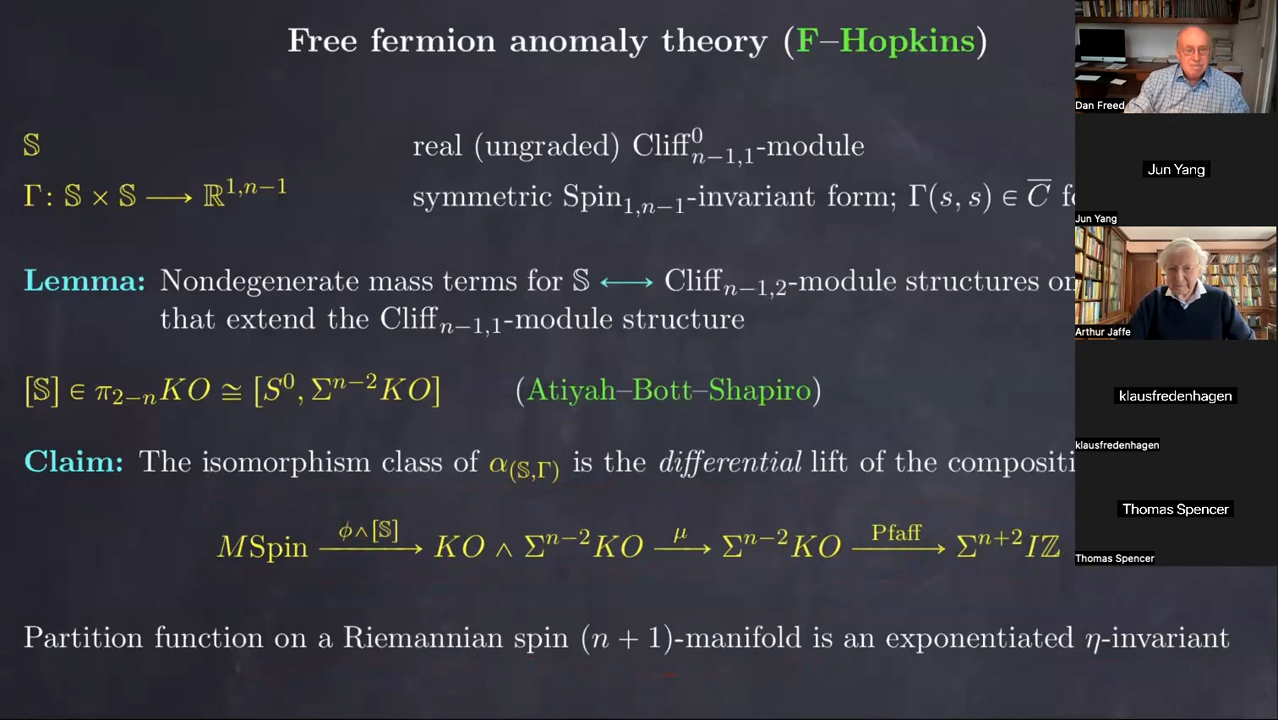 Free fermion anomaly theory (F–Hopkins)
𝕊 real (ungraded) Cliff⁰ₙ₋₁,₁-module
Γ: 𝕊 × 𝕊 ⟶ ℝ¹,ⁿ⁻¹ symmetric Spin₁,ₙ₋₁-invariant form; Γ(s, s) ∈ C̅ f
Lemma: Nondegenerate mass terms for 𝕊 ⟷ Cliffₙ₋₁,₂-module structures on
that extend the Cliffₙ₋₁,₁-module structure
[𝕊] ∈ π₂₋ₙKO ≅ [S⁰, Σⁿ⁻²KO] (Atiyah–Bott–Shapiro)
Claim: The isomorphism class of α₍𝕊,Γ₎ is the differential lift of the compositi
MSpin ⟶ KO ∧ Σⁿ⁻²KO ⟶ Σⁿ⁻²KO ⟶ Σⁿ⁺²Iℤ
ϕ∧[𝕊] μ Pfaff
Partition function on a Riemannian spin (n + 1)-manifold is an exponentiated η-invariant
Dan Freed
Jun Yang
Jun Yang
Arthur Jaffe
klausfredenhagen
klausfredenhagen
Thomas Spencer
Thomas Spencer